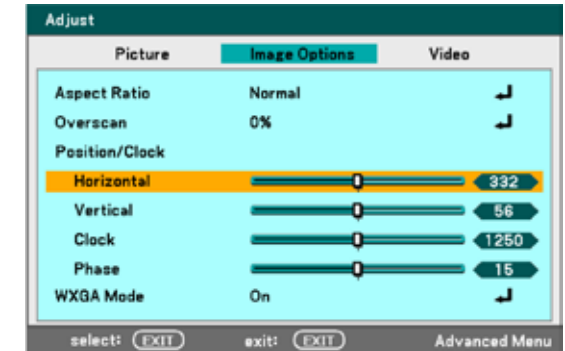 Adjust
Picture Image Options Video
Aspect Ratio Normal
Overscan 0%
Position/Clock
Horizontal 332
Vertical 56
Clock 1250
Phase 15
WXGA Mode On
select: EXIT exit: EXIT Advanced Menu